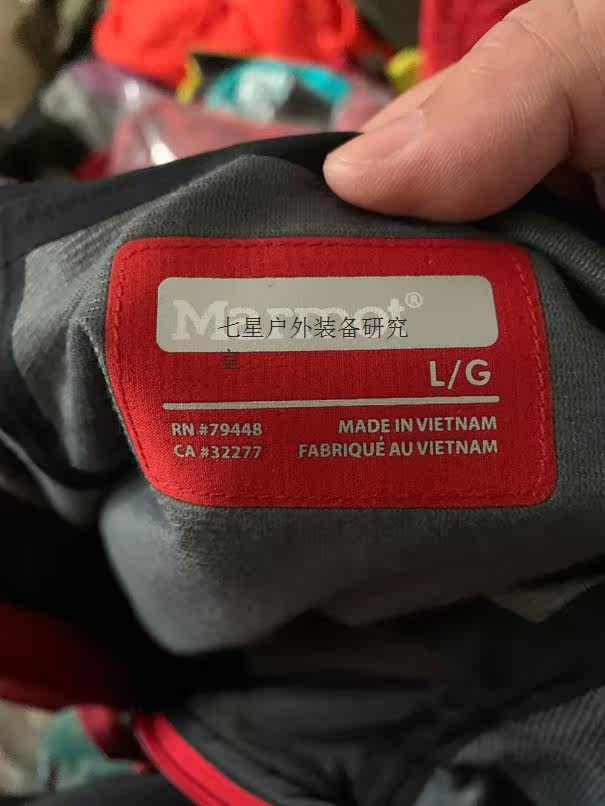 Marmot®
七星户外装备研究
室
L/G
RN #79448
CA #32277
MADE IN VIETNAM
FABRIQUÉ AU VIETNAM